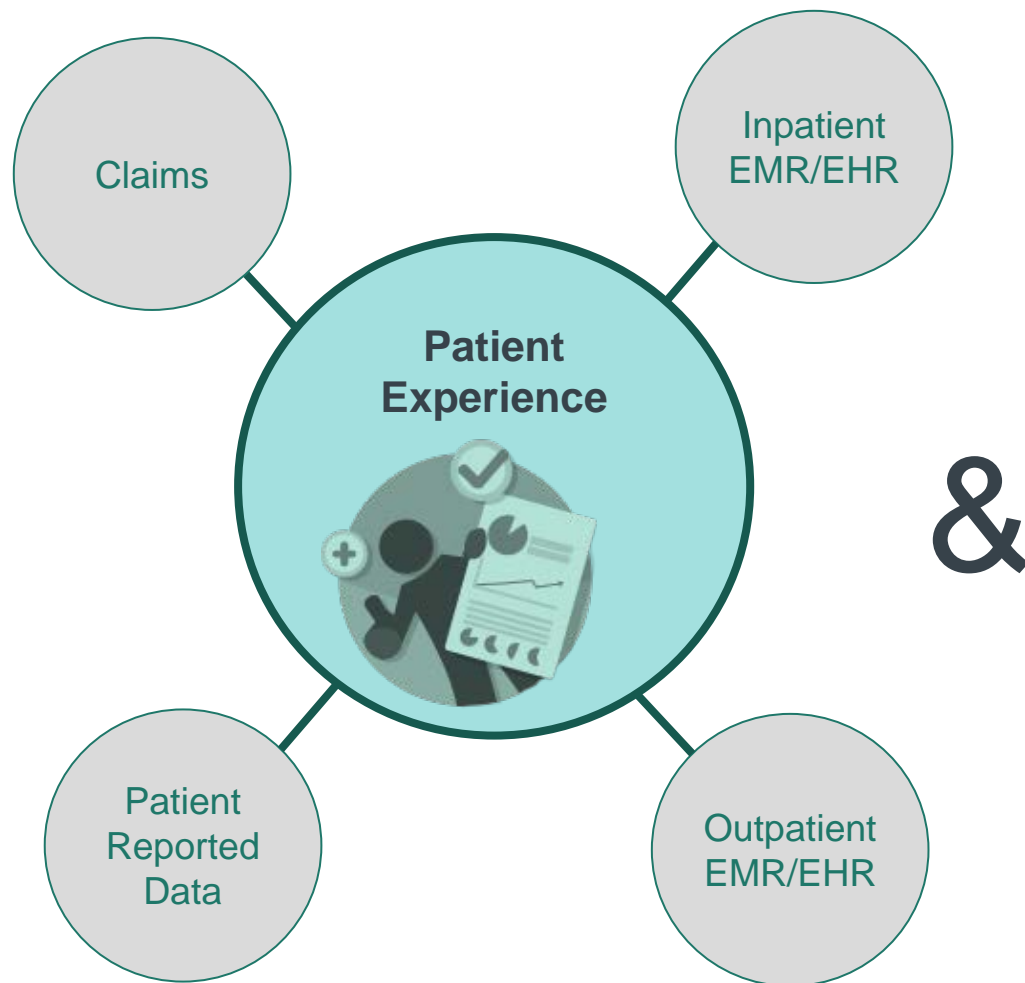 Claims
Inpatient
EMR/EHR
Patient
Experience
&
Patient
Reported
Data
Outpatient
EMR/EHR